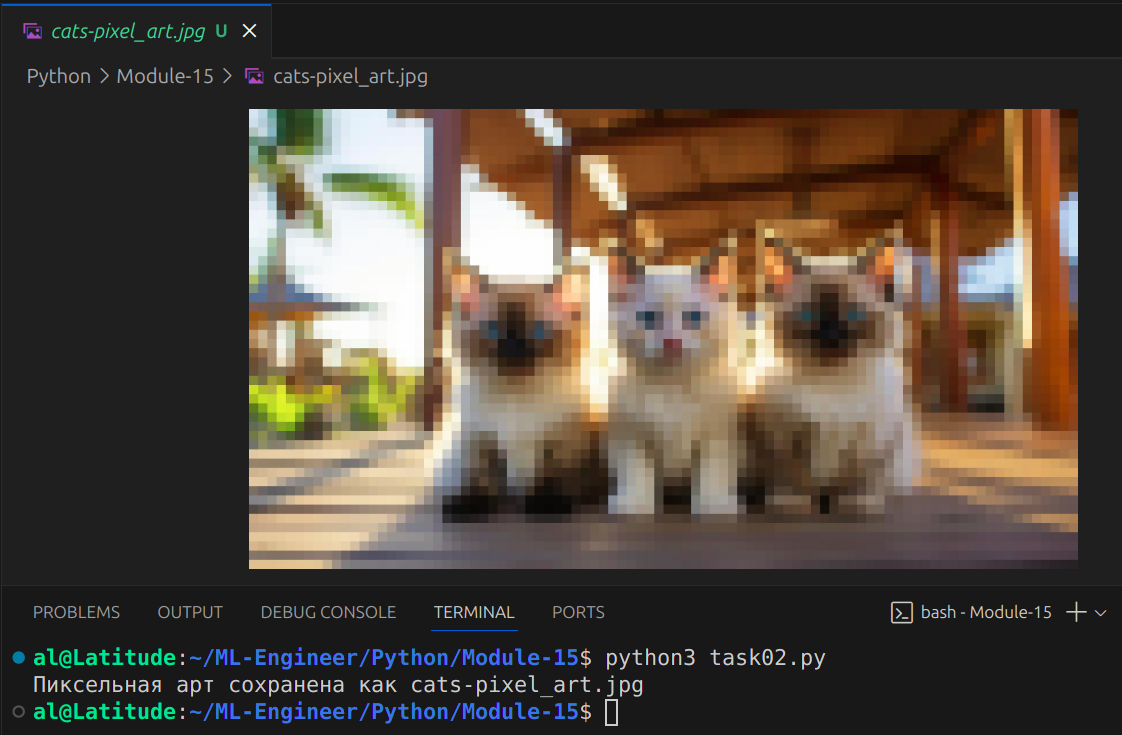 cats-pixel_art.jpg U
Python > Module-15 > cats-pixel_art.jpg
PROBLEMS OUTPUT DEBUG CONSOLE TERMINAL PORTS bash - Module-15
al@Latitude:~/ML-Engineer/Python/Module-15$ python3 task02.py
Пиксельная арт сохранена как cats-pixel_art.jpg
al@Latitude:~/ML-Engineer/Python/Module-15$